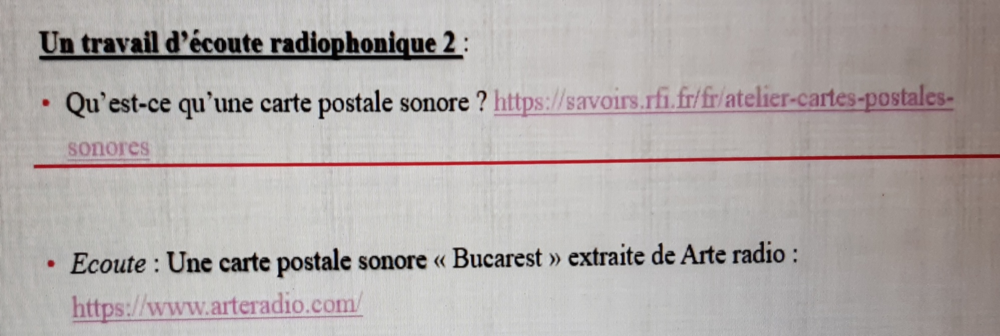 Un travail d'écoute radiophonique 2 :
• Qu'est-ce qu'une carte postale sonore ? https://savoirs.rfi.fr/fr/atelier-cartes-postales-
sonores
• Ecoute : Une carte postale sonore « Bucarest » extraite de Arte radio :
https://www.arteradio.com/